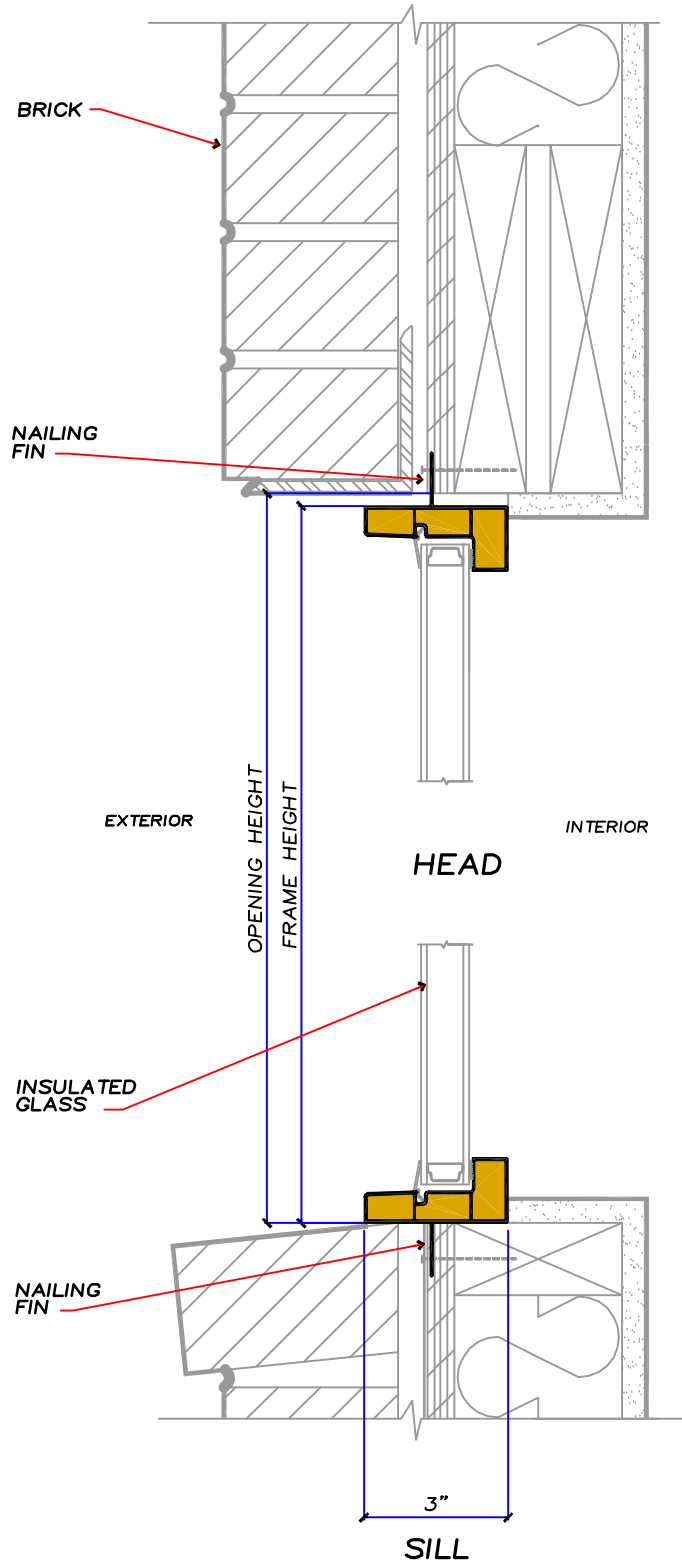 BRICK
NAILING
FIN
OPENING HEIGHT
FRAME HEIGHT
EXTERIOR
INTERIOR
HEAD
INSULATED
GLASS
NAILING
FIN
3”
SILL